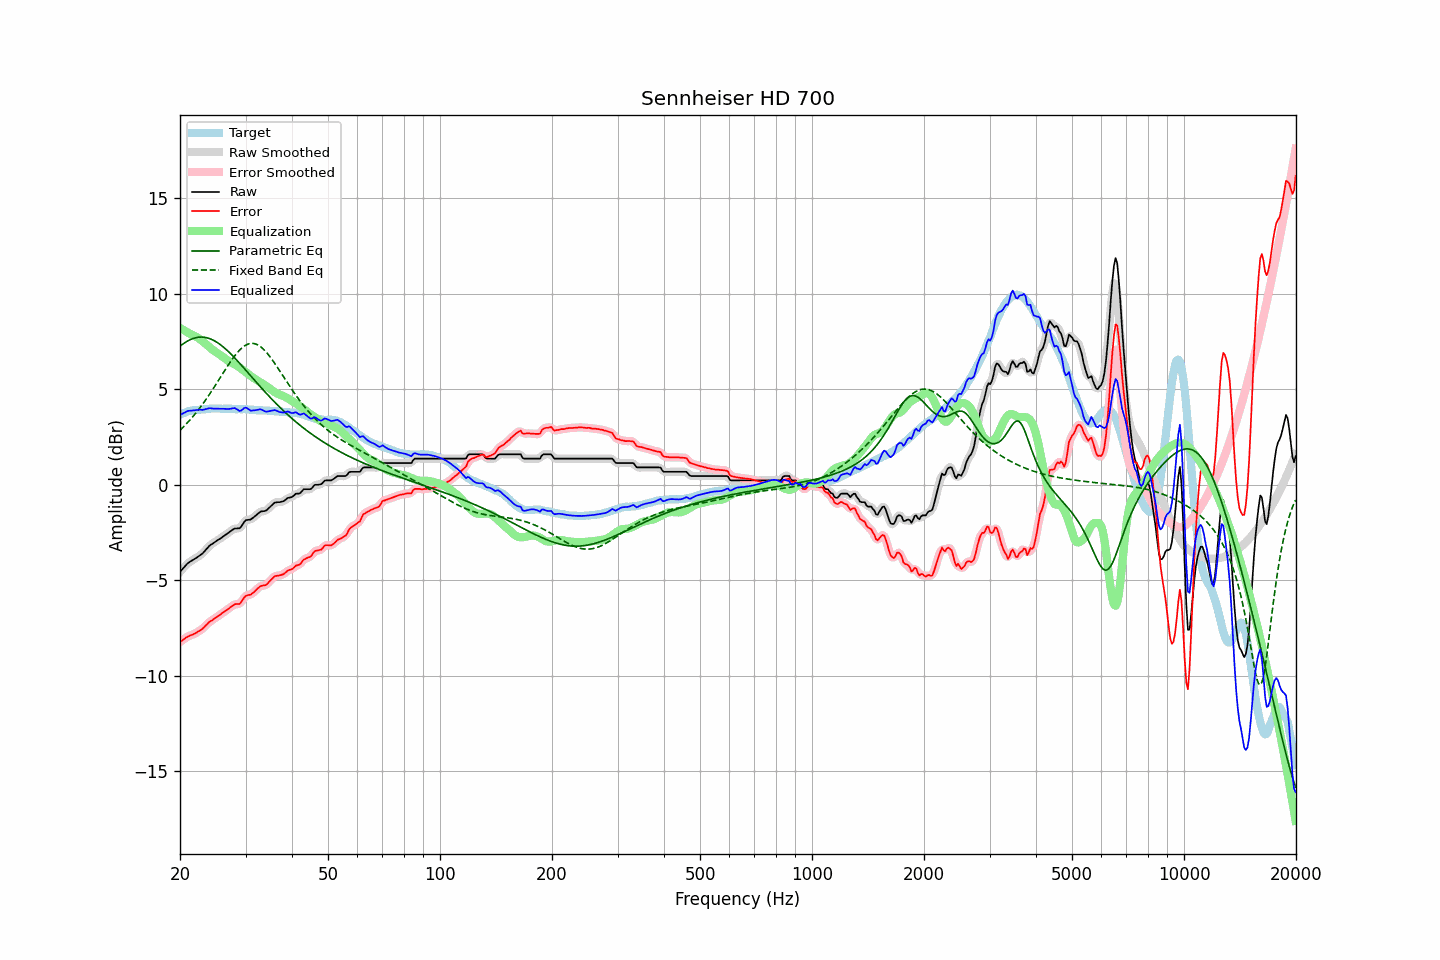 Sennheiser HD 700
Target
Raw Smoothed
Error Smoothed
Raw
Error
Equalization
Parametric Eq
Fixed Band Eq
Equalized
Amplitude (dBr)
15
10
5
0
−5
−10
−15
20 50 100 200 500 1000 2000 5000 10000 20000
Frequency (Hz)